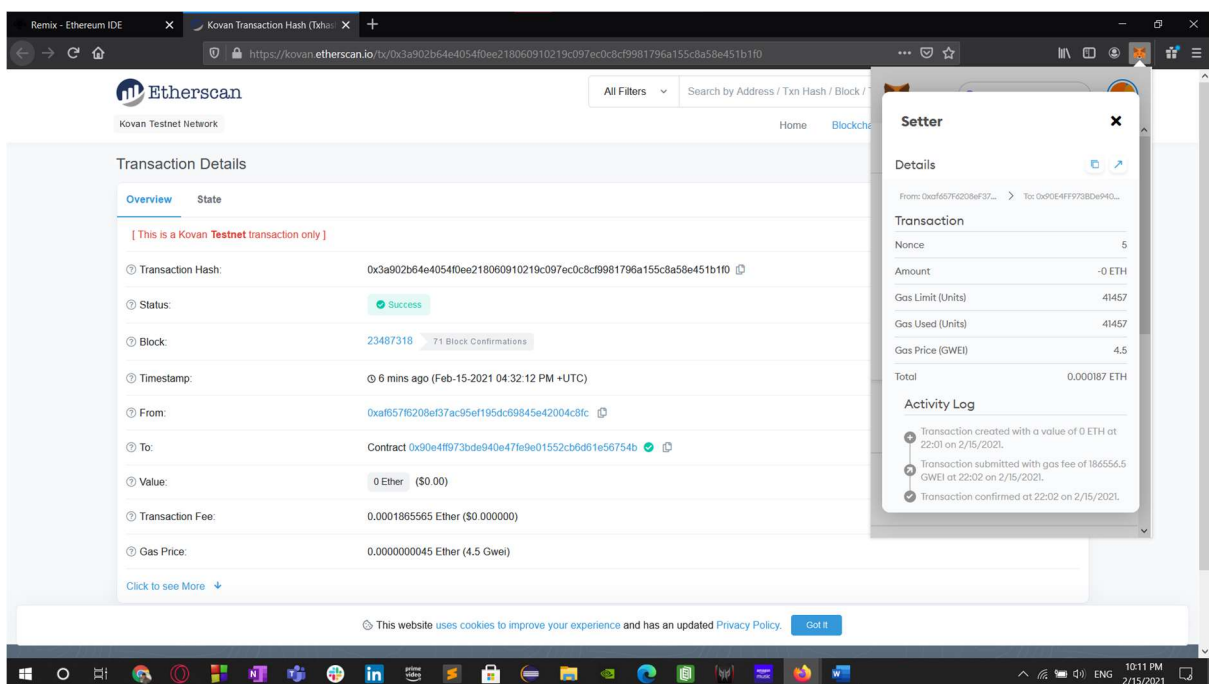 Remix - Ethereum IDE
Kovan Transaction Hash (Txhas
https://kovan.etherscan.io/tx/0x3a902b64e4054f0ee218060910219c097ec0c8cf9981796a155c8a58e451b1f0
Etherscan
All Filters
Search by Address / Txn Hash / Block /
Kovan Testnet Network
Home Blockcha
Transaction Details
Overview State
[ This is a Kovan Testnet transaction only ]
Transaction Hash: 0x3a902b64e4054f0ee218060910219c097ec0c8cf9981796a155c8a58e451b1f0
Status: Success
Block: 23487318 71 Block Confirmations
Timestamp: 6 mins ago (Feb-15-2021 04:32:12 PM +UTC)
From: 0xaf657f6208ef37ac95ef195dc69845e42004c8fc
To: Contract 0x90e4ff973bde940e47fe9e01552cb6d61e56754b
Value: 0 Ether ($0.00)
Transaction Fee: 0.0001865565 Ether ($0.000000)
Gas Price: 0.0000000045 Ether (4.5 Gwei)
Click to see More
Setter
Details
From: 0xaf657F6208eF37... To: 0x90E4FF973BDe940...
Transaction
Nonce 5
Amount -0 ETH
Gas Limit (Units) 41457
Gas Used (Units) 41457
Gas Price (GWEI) 4.5
Total 0.000187 ETH
Activity Log
Transaction created with a value of 0 ETH at
22:01 on 2/15/2021.
Transaction submitted with gas fee of 186556.5
GWEI at 22:02 on 2/15/2021.
Transaction confirmed at 22:02 on 2/15/2021.
This website uses cookies to improve your experience and has an updated Privacy Policy. Got It
prime
video
ENG
10:11 PM
2/15/2021